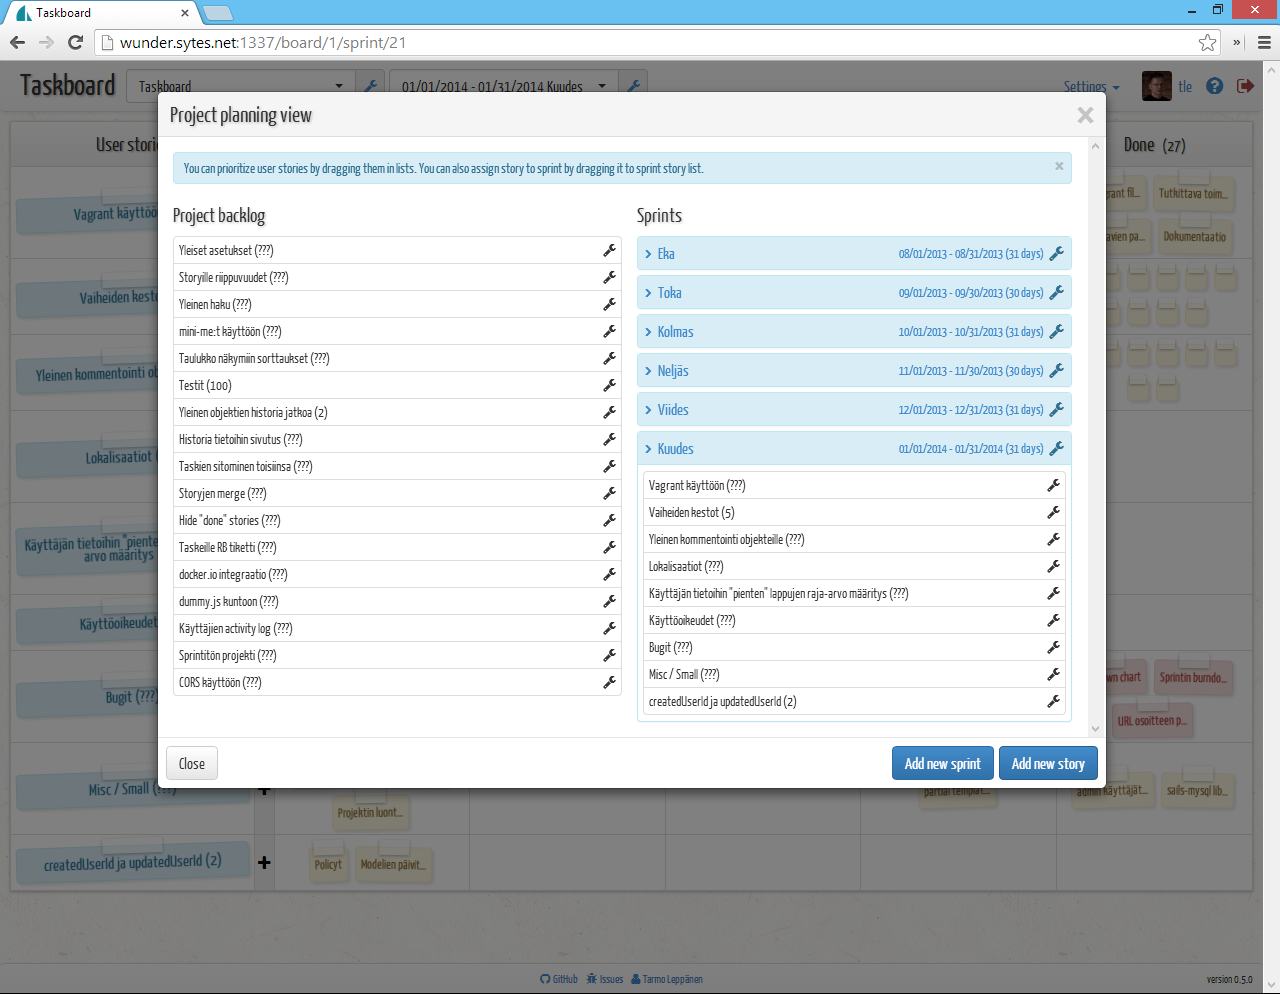 Taskboard
wunder.sytes.net:1337/board/1/sprint/21
»
Taskboard
Taskboard
01/01/2014 - 01/31/2014 Kuudes
Settings
tle
Project planning view
You can prioritize user stories by dragging them in lists. You can also assign story to sprint by dragging it to sprint story list.
Project backlog
Yleiset asetukset (???)
Storyille riippuvuudet (???)
Yleinen haku (???)
mini-me:t käyttöön (???)
Taulukko näkymiin sorttaukset (???)
Testit (100)
Yleinen objektien historia jatkoa (2)
Historia tietoihin sivutus (???)
Taskien sitominen toisiinsa (???)
Storyjen merge (???)
Hide "done" stories (???)
Taskeille RB tiketti (???)
docker.io integraatio (???)
dummy.js kuntoon (???)
Käyttäjien activity log (???)
Sprintitön projekti (???)
CORS käyttöön (???)
Sprints
Eka 08/01/2013 - 08/31/2013 (31 days)
Toka 09/01/2013 - 09/30/2013 (30 days)
Kolmas 10/01/2013 - 10/31/2013 (31 days)
Neljäs 11/01/2013 - 11/30/2013 (30 days)
Viides 12/01/2013 - 12/31/2013 (31 days)
Kuudes 01/01/2014 - 01/31/2014 (31 days)
Vagrant käyttöön (???)
Vaiheiden kestot (5)
Yleinen kommentointi objekteille (???)
Lokalisaatiot (???)
Käyttäjän tietoihin "pienten" lappujen raja-arvo määritys (???)
Käyttöoikeudet (???)
Bugit (???)
Misc / Small (???)
createdUserId ja updatedUserId (2)
Close
Add new sprint
Add new story
User stori
Vagrant käyttöö
Vaiheiden kest
Yleinen kommentointi ob
Lokalisaatiot (
Käyttäjän tietoihin "pient
arvo määritys
Käyttöoikeudet
Bugit (???)
Misc / Small (???)
createdUserId ja updatedUserId (2)
Projektin luont...
Policyt
Modelien päivit...
partial templat...
Done (27)
rant fil...
Tutkittava toim...
avien pa...
Dokumentaatio
wn chart
Sprintin burndo...
URL osoitteen p...
admin käyttäjät...
sails-mysql lib...
GitHub Issues Tarmo Leppänen
version 0.5.0